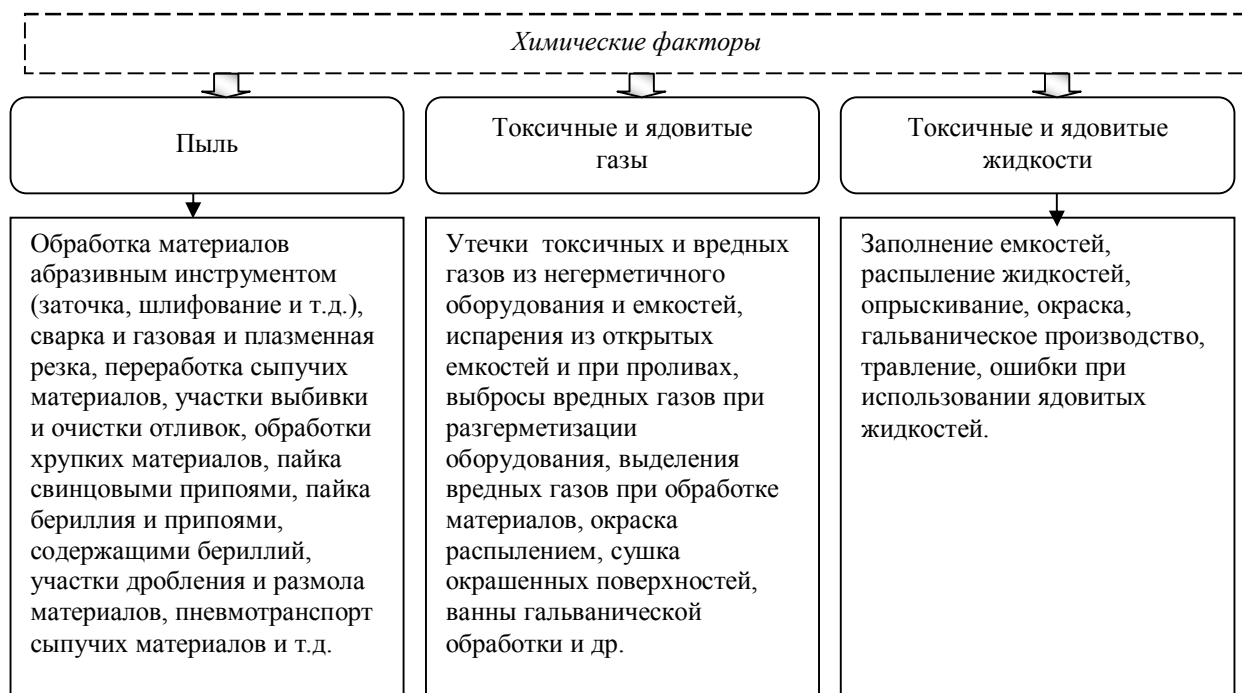 Химические факторы
Пыль
Токсичные и ядовитые
газы
Токсичные и ядовитые
жидкости
Обработка материалов
абразивным инструментом
(заточка, шлифование и т.д.),
сварка и газовая и плазменная
резка, переработка сыпучих
материалов, участки выбивки
и очистки отливок, обработки
хрупких материалов, пайка
свинцовыми припоями, пайка
бериллия и припоями,
содержащими бериллий,
участки дробления и размола
материалов, пневмотранспорт
сыпучих материалов и т.д.
Утечки токсичных и вредных
газов из негерметичного
оборудования и емкостей,
испарения из открытых
емкостей и при проливах,
выбросы вредных газов при
разгерметизации
оборудования, выделения
вредных газов при обработке
материалов, окраска
распылением, сушка
окрашенных поверхностей,
ванны гальванической
обработки и др.
Заполнение емкостей,
распыление жидкостей,
опрыскивание, окраска,
гальваническое производство,
травление, ошибки при
использовании ядовитых
жидкостей.